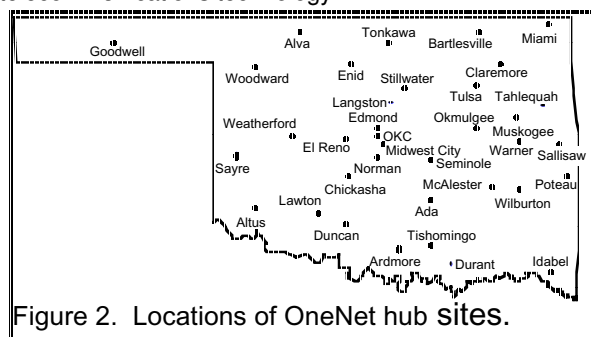 Goodwell
Alva
Tonkawa
Bartlesville
Miami
Woodward
Enid
Stillwater
Claremore
Langston
Tulsa
Tahlequah
Edmond
Okmulgee
Weatherford
Muskogee
El Reno
OKC
Midwest City
Warner
Sallisaw
Sayre
Norman
Seminole
Chickasha
McAlester
Poteau
Lawton
Wilburton
Altus
Ada
Duncan
Tishomingo
Ardmore
Durant
Idabel
Figure 2. Locations of OneNet hub sites.